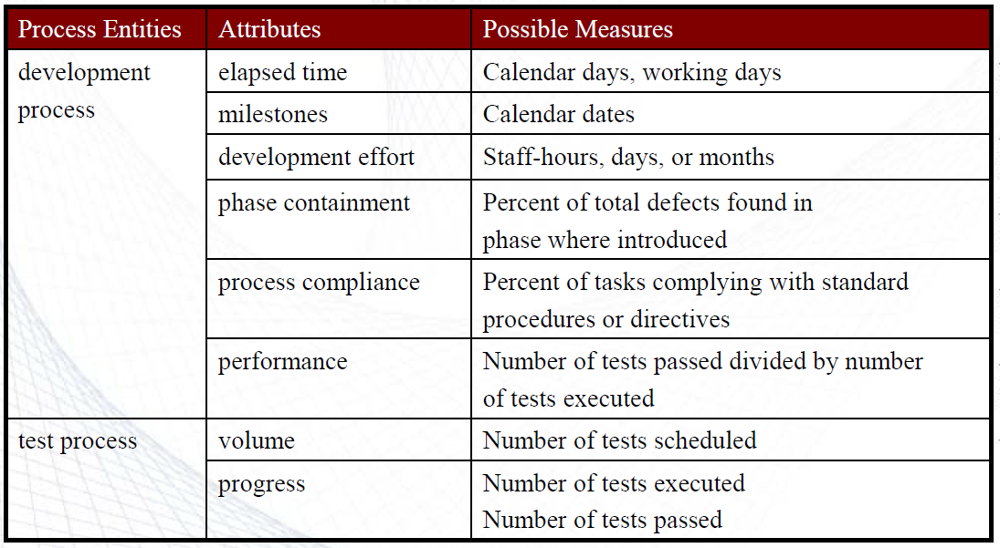 Process Entities Attributes Possible Measures
development process elapsed time Calendar days, working days
milestones Calendar dates
development effort Staff-hours, days, or months
phase containment Percent of total defects found in
phase where introduced
process compliance Percent of tasks complying with standard
procedures or directives
performance Number of tests passed divided by number
of tests executed
test process volume Number of tests scheduled
progress Number of tests executed
Number of tests passed